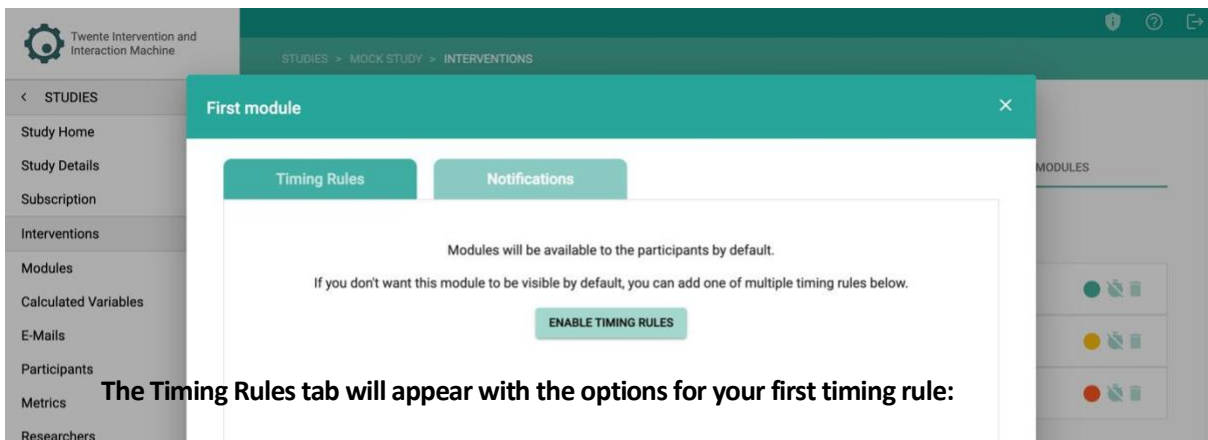 Twente Intervention and
Interaction Machine
STUDIES > MOCK STUDY > INTERVENTIONS
< STUDIES
First module
Study Home
Study Details
Timing Rules
Notifications
MODULES
Subscription
Interventions
Modules will be available to the participants by default.
Modules
If you don't want this module to be visible by default, you can add one of multiple timing rules below.
Calculated Variables
ENABLE TIMING RULES
E-Mails
Participants
The Timing Rules tab will appear with the options for your first timing rule:
Metrics
Researchers